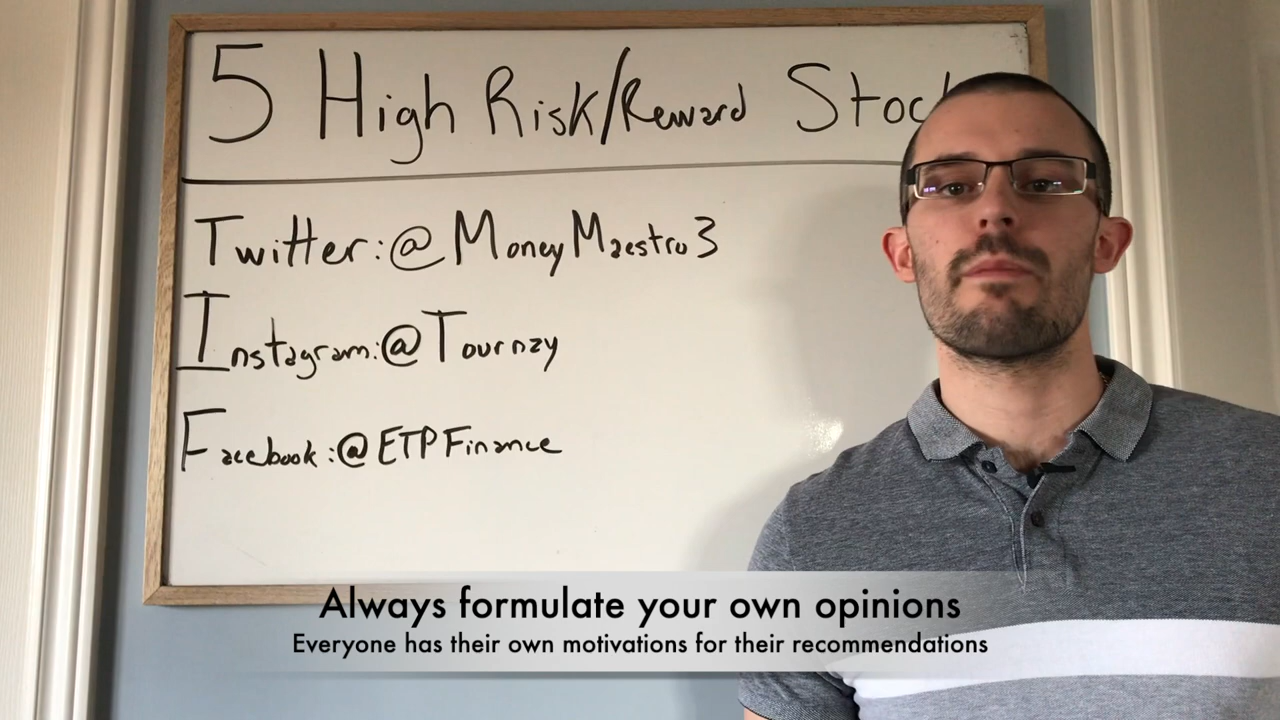 5 High Risk/Reward Stoc
Twitter:@MoneyMaestro3
Instagram:@Tournzy
Facebook:@ETPFinance
Always formulate your own opinions
Everyone has their own motivations for their recommendations